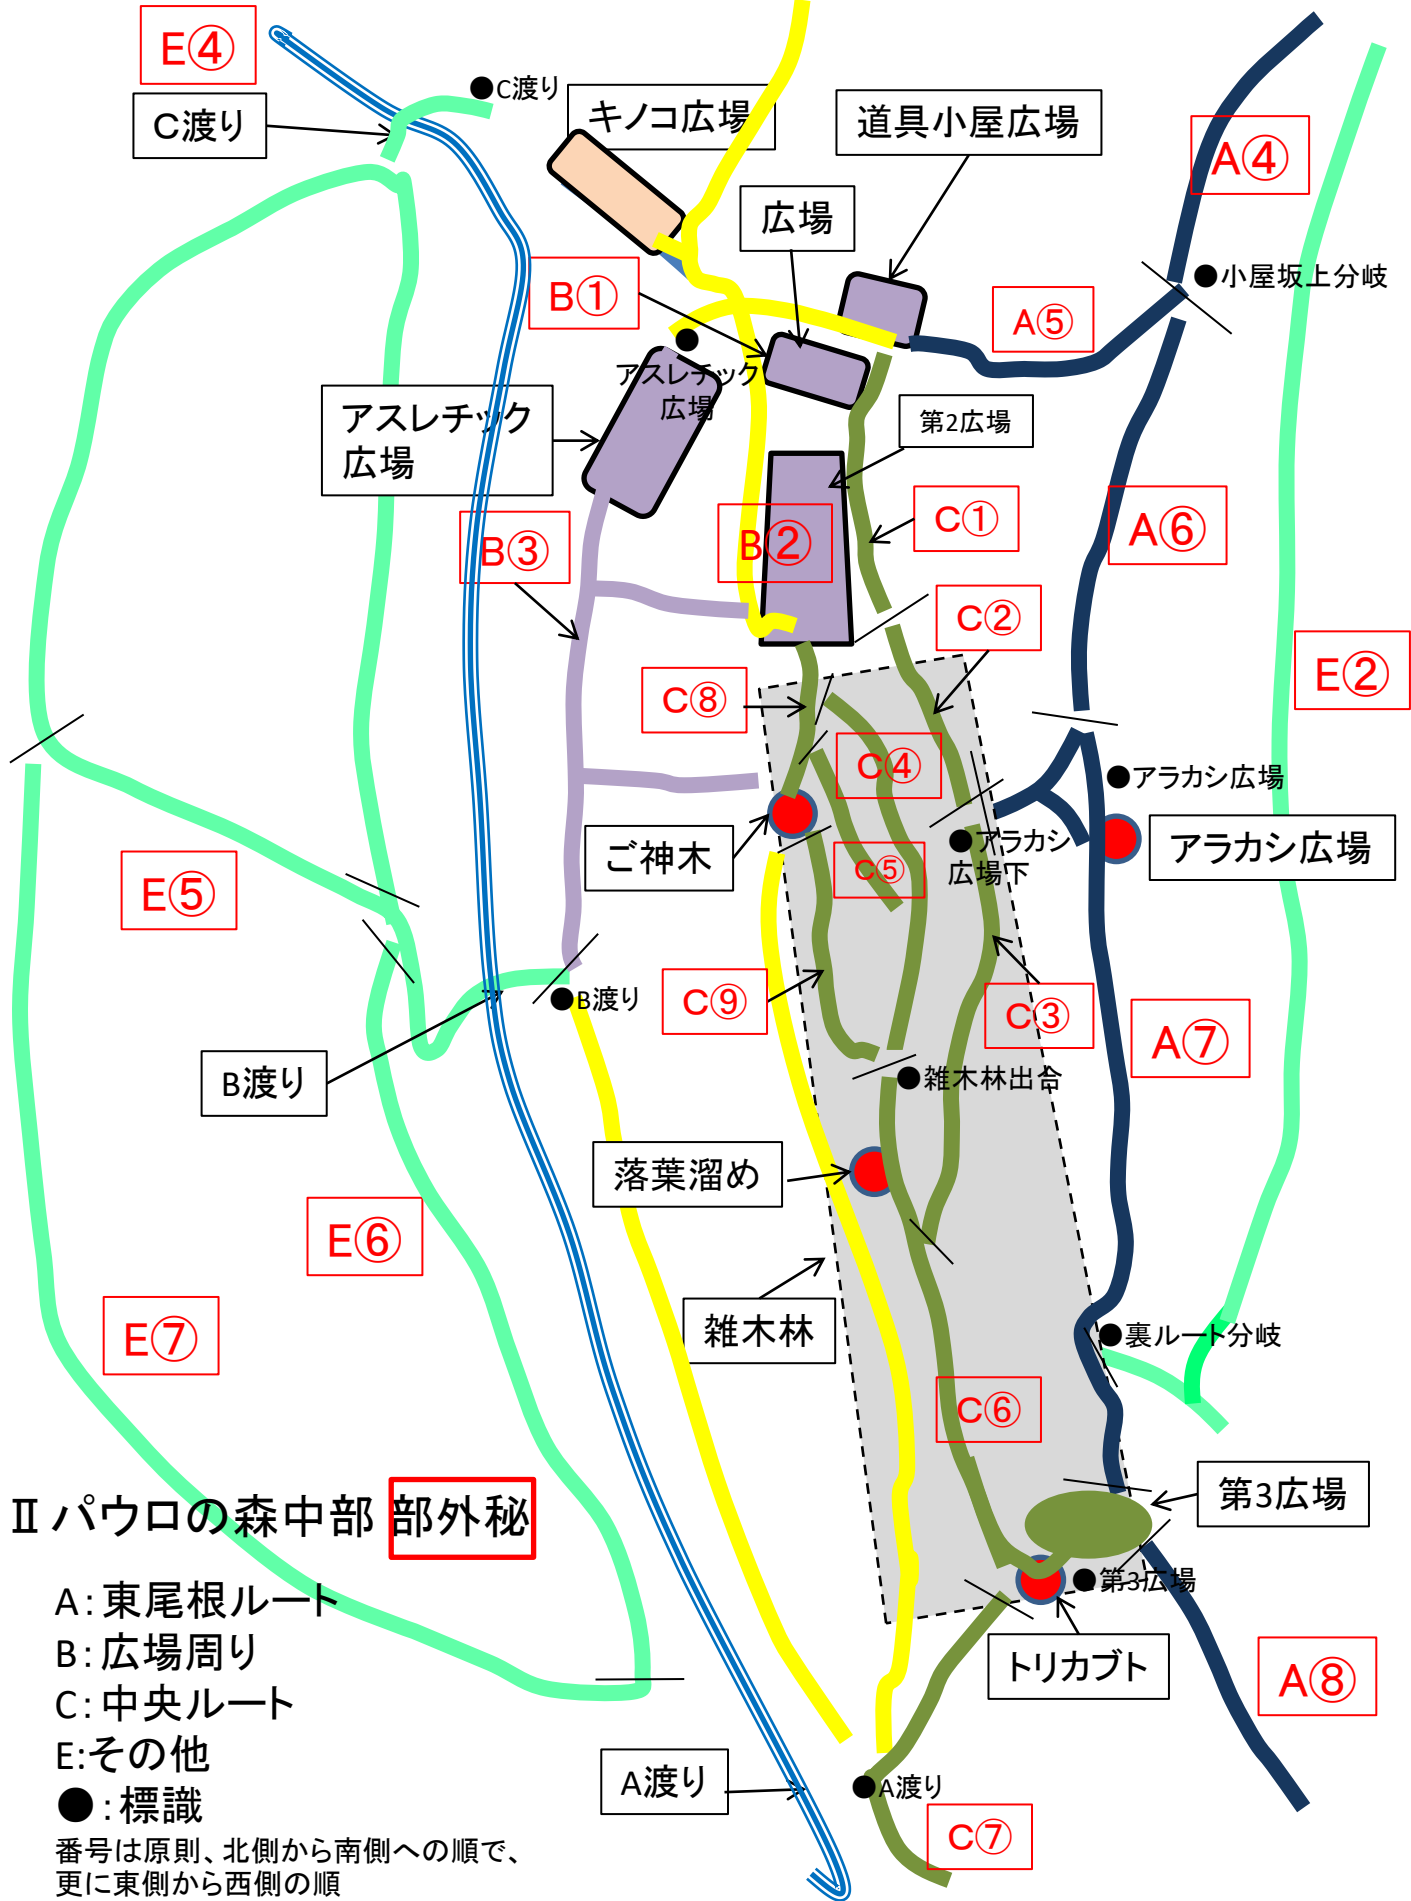 E④
●C渡り
C渡り
キノコ広場
道具小屋広場
A④
広場
●小屋坂上分岐
B①
A⑤
アスレチック
広場
アスレチック
広場
第2広場
B③
B②
C①
A⑥
C②
E②
C⑧
C④
●アラカシ広場
ご神木
C⑤
●アラカシ
広場下
アラカシ広場
E⑤
●B渡り
C⑨
C③
A⑦
B渡り
●雑木林出合
落葉溜め
E⑥
E⑦
雑木林
●裏ルート分岐
C⑥
Ⅱパウロの森中部 部外秘
第3広場
●第3広場
A:東尾根ルート
B:広場周り
C:中央ルート
E:その他
●:標識
番号は原則、北側から南側への順で、
更に東側から西側の順
トリカブト
A⑧
A渡り
●A渡り
C⑦